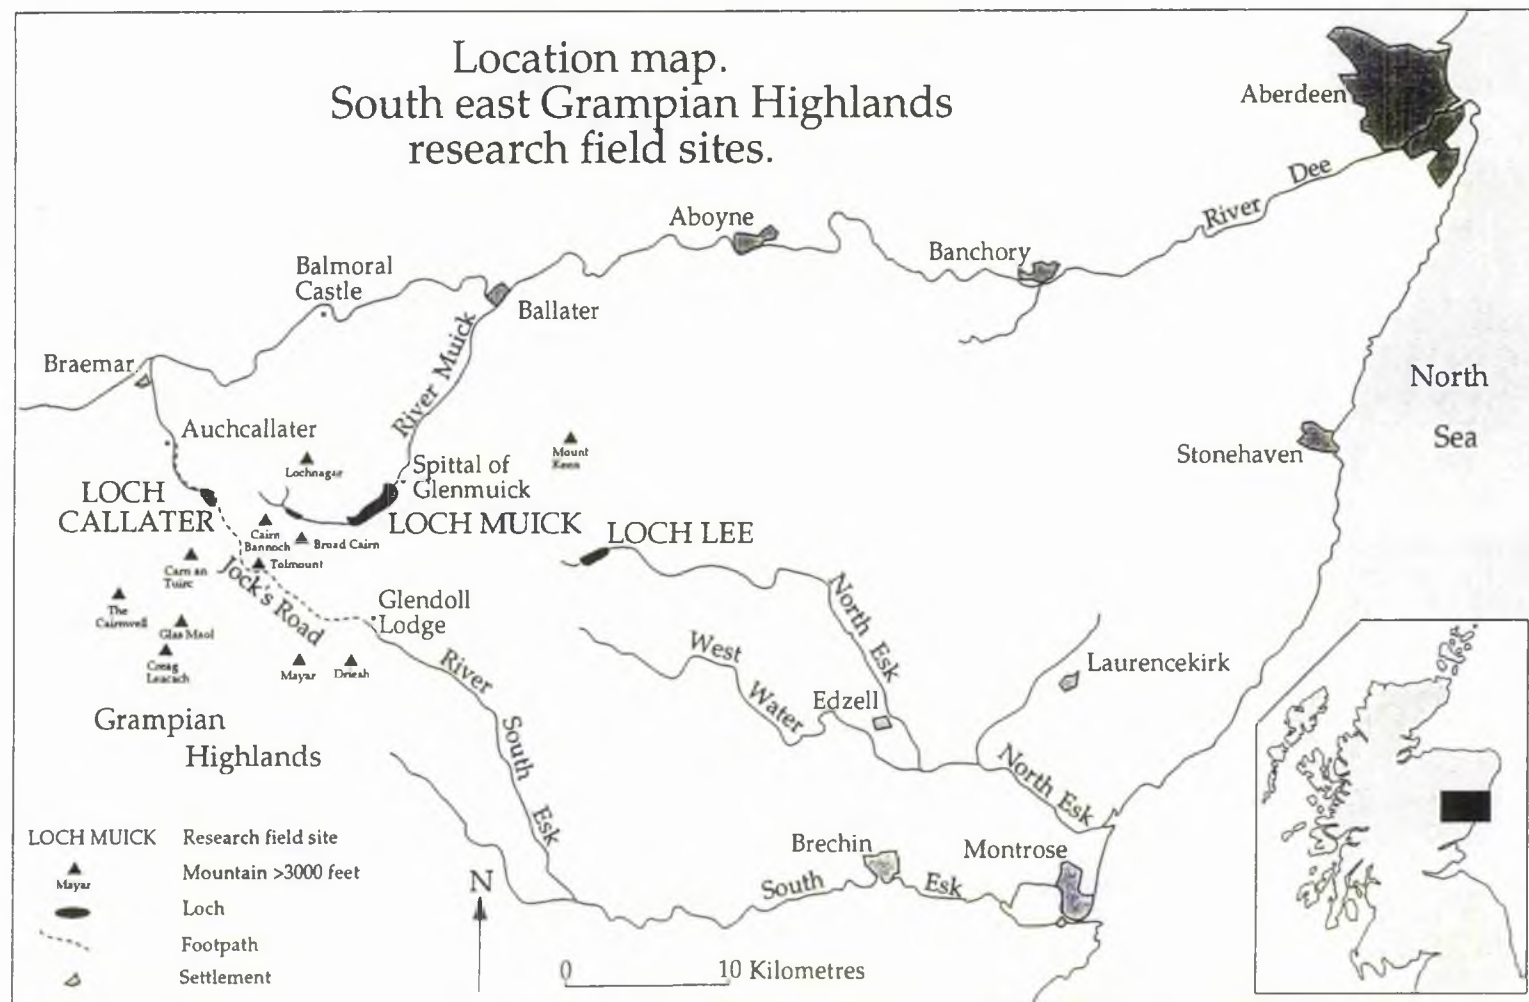 Location map.
South east Grampian Highlands
research field sites.
Aberdeen
River Dee
Aboyne
Banchory
Balmoral
Castle
Ballater
River Muick
Braemar
North
Sea
Auchcallater
Lochnagar
Mount
Keen
Stonehaven
Spittal of
Glenmuick
LOCH
CALLATER
LOCH MUICK
Cairn
Bannoch
Broad Cairn
LOCH LEE
Carn an
Tuirc
Tolmount
Jock's Road
The
Cairnwell
Glas Maol
Glendoll
Lodge
North Esk
Creag
Leacach
Mayar
Driesh
River South Esk
West Water
Laurencekirk
Edzell
Grampian
Highlands
North Esk
LOCH MUICK Research field site
Mayar Mountain >3000 feet
Loch
Footpath
Settlement
N
Brechin
Montrose
South Esk
0 10 Kilometres